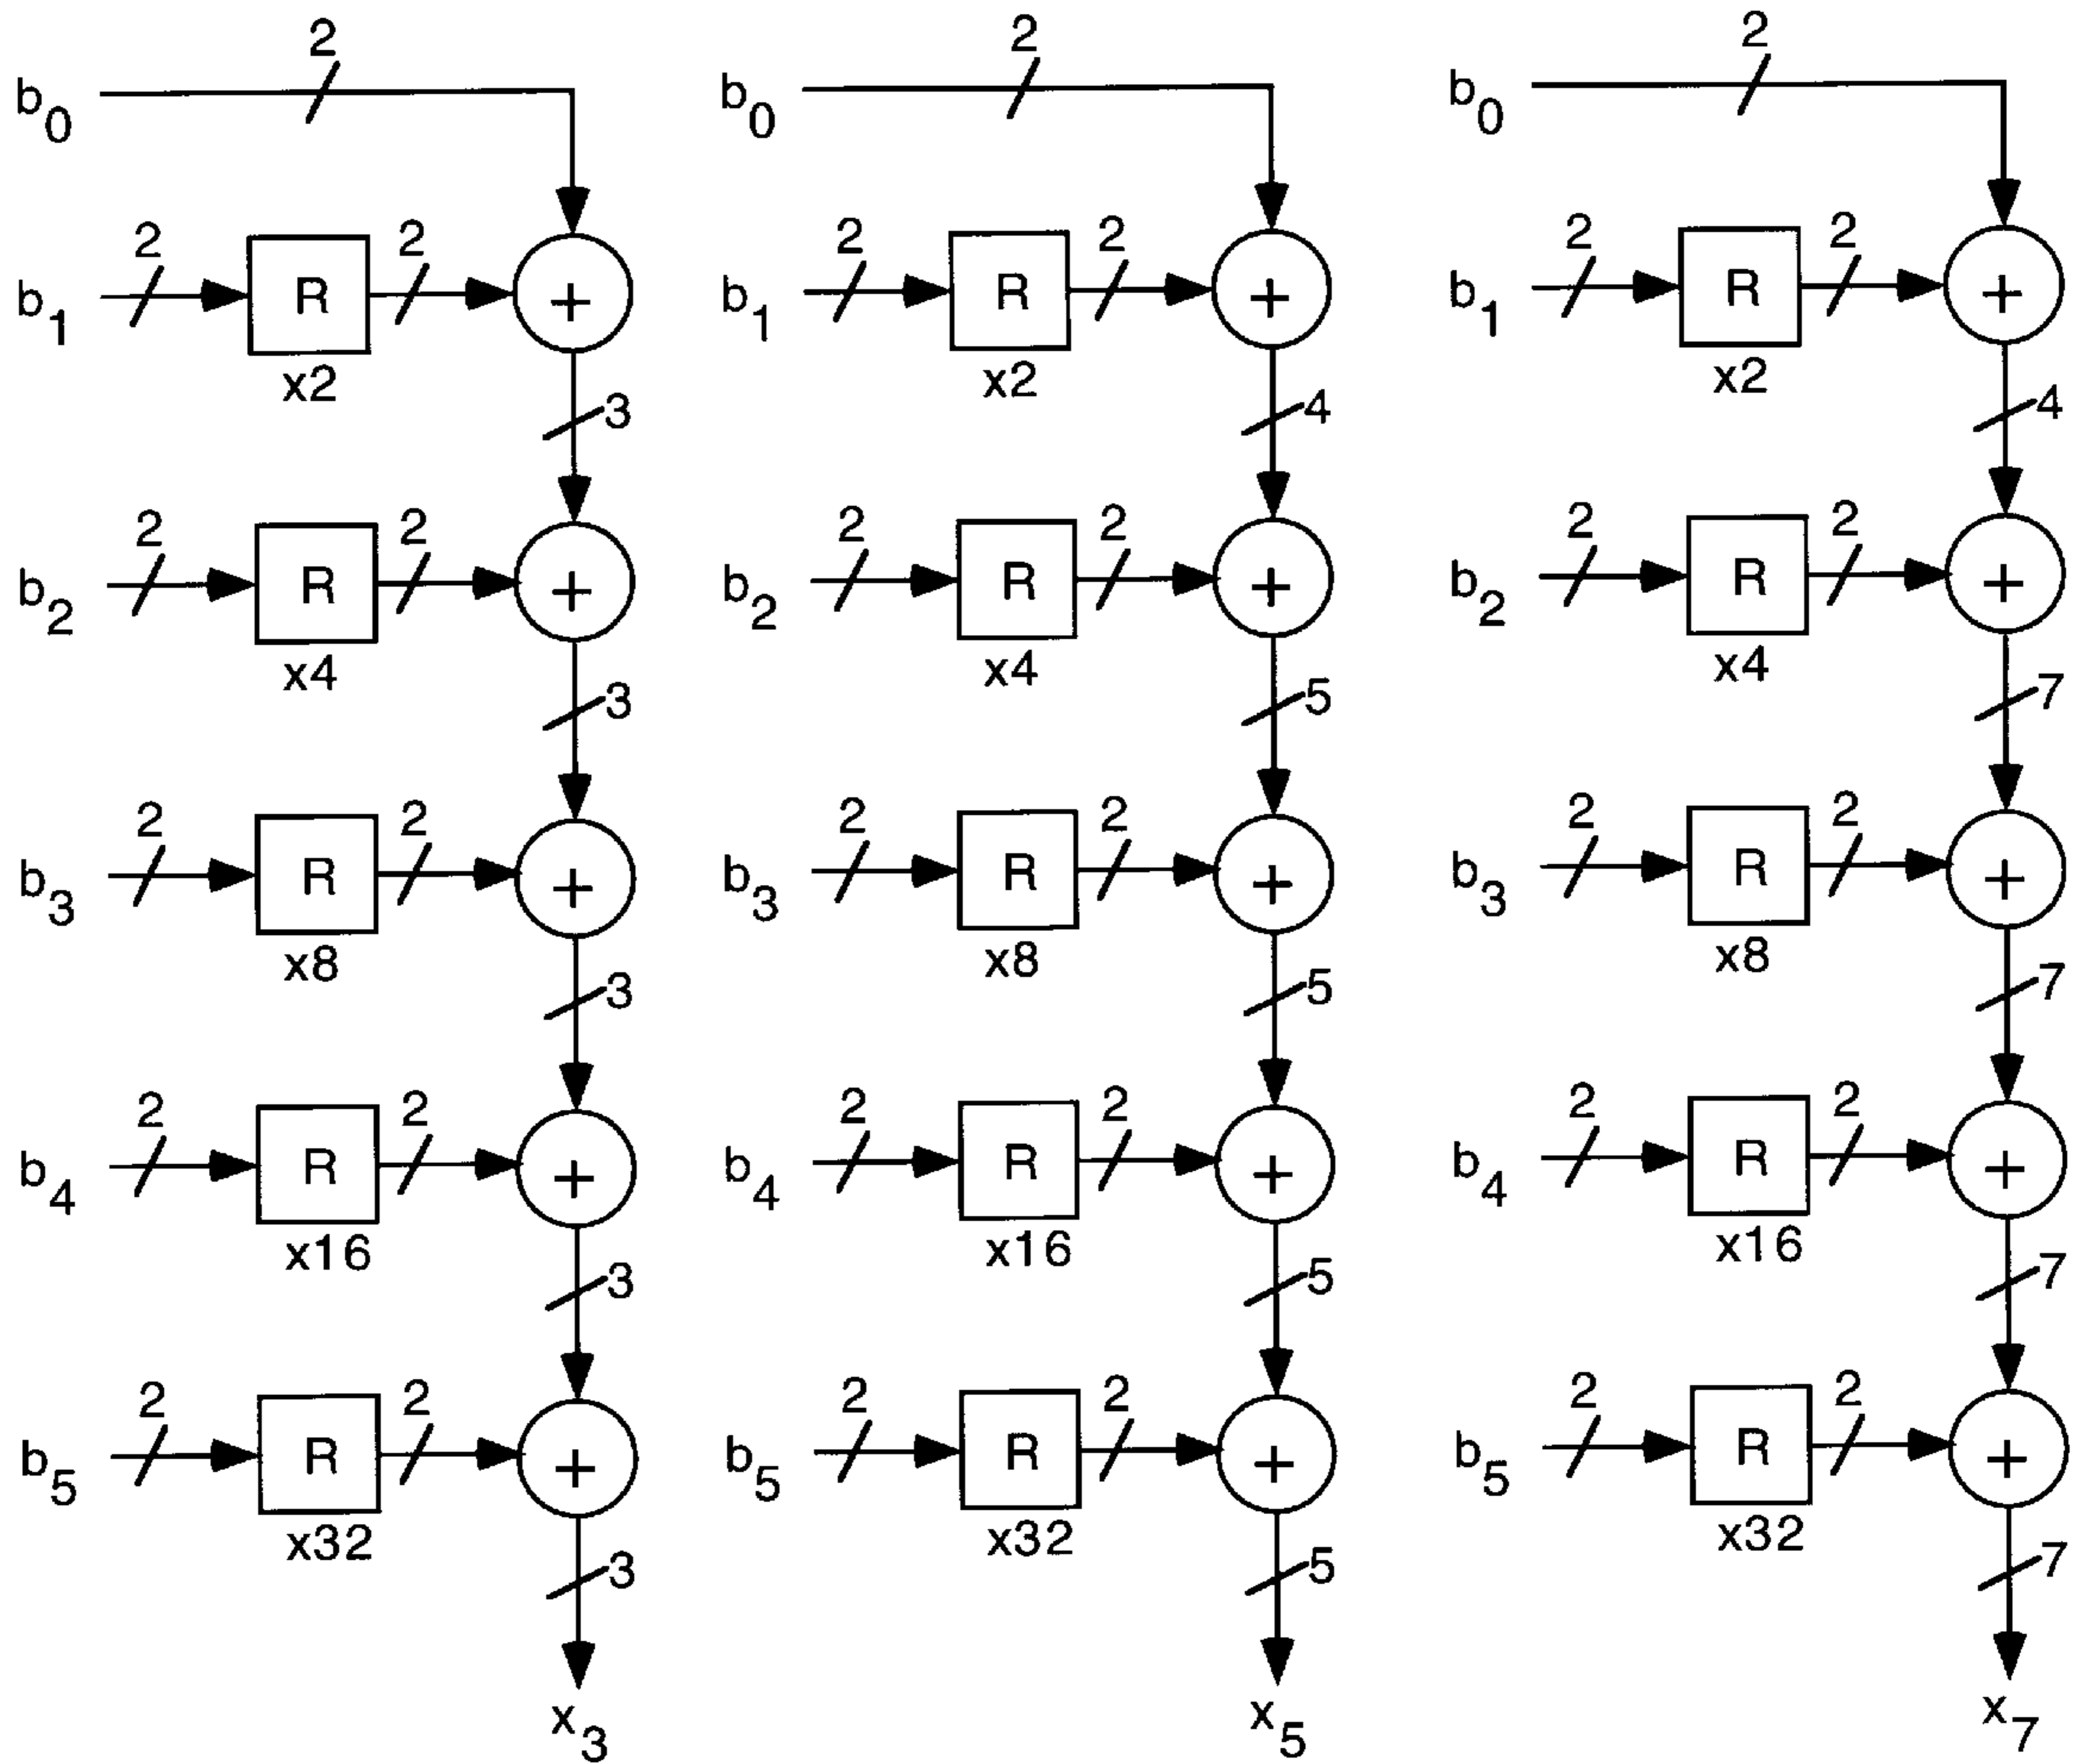 2 2 2
b0 b0 b0
2 2 2 2 2 2
b1 R + b1 R + b1 R +
x2 x2 x2
3 4 4
2 2 2 2 2 2
b2 R + b2 R + b2 R +
x4 x4 x4
3 5 7
2 2 2 2 2 2
b3 R + b3 R + b3 R +
x8 x8 x8
3 5 7
2 2 2 2 2 2
b4 R + b4 R + b4 R +
x16 x16 x16
3 5 7
2 2 2 2 2 2
b5 R + b5 R + b5 R +
x32 x32 x32
3 5 7
x3 x5 x7